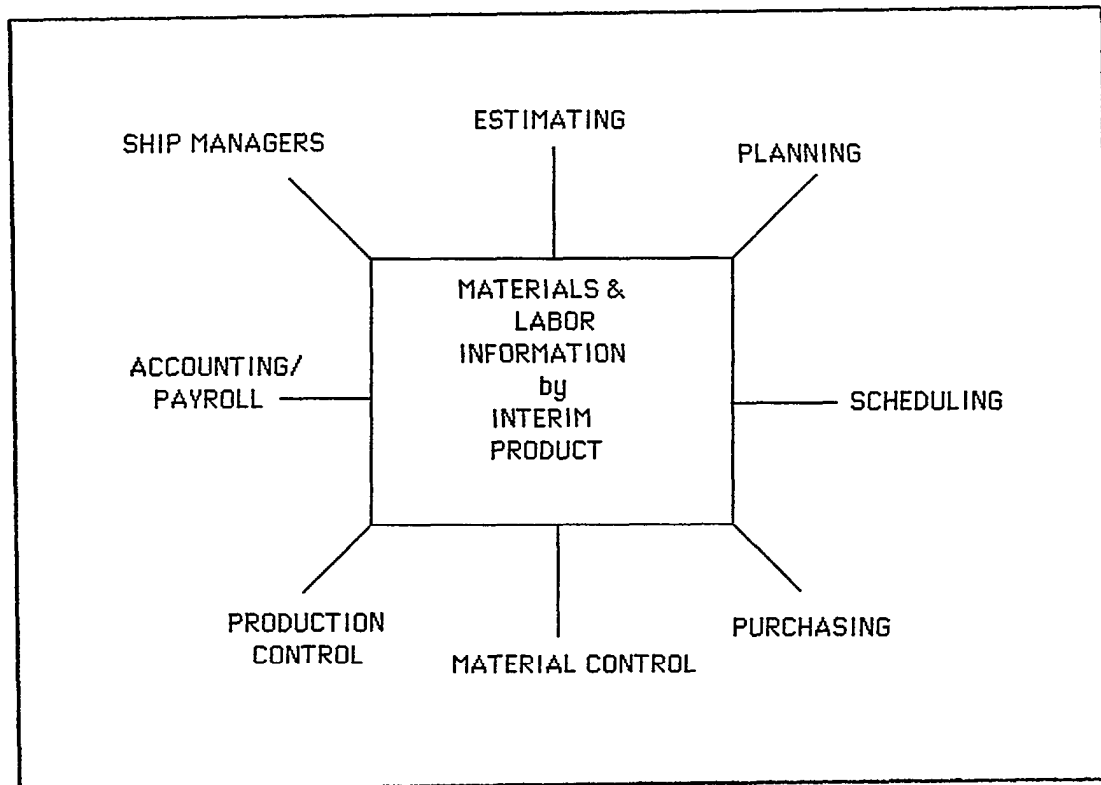 ESTIMATING
SHIP MANAGERS
PLANNING
MATERIALS &
LABOR
INFORMATION
by
INTERIM
PRODUCT
ACCOUNTING/
PAYROLL
SCHEDULING
PRODUCTION
CONTROL
MATERIAL CONTROL
PURCHASING